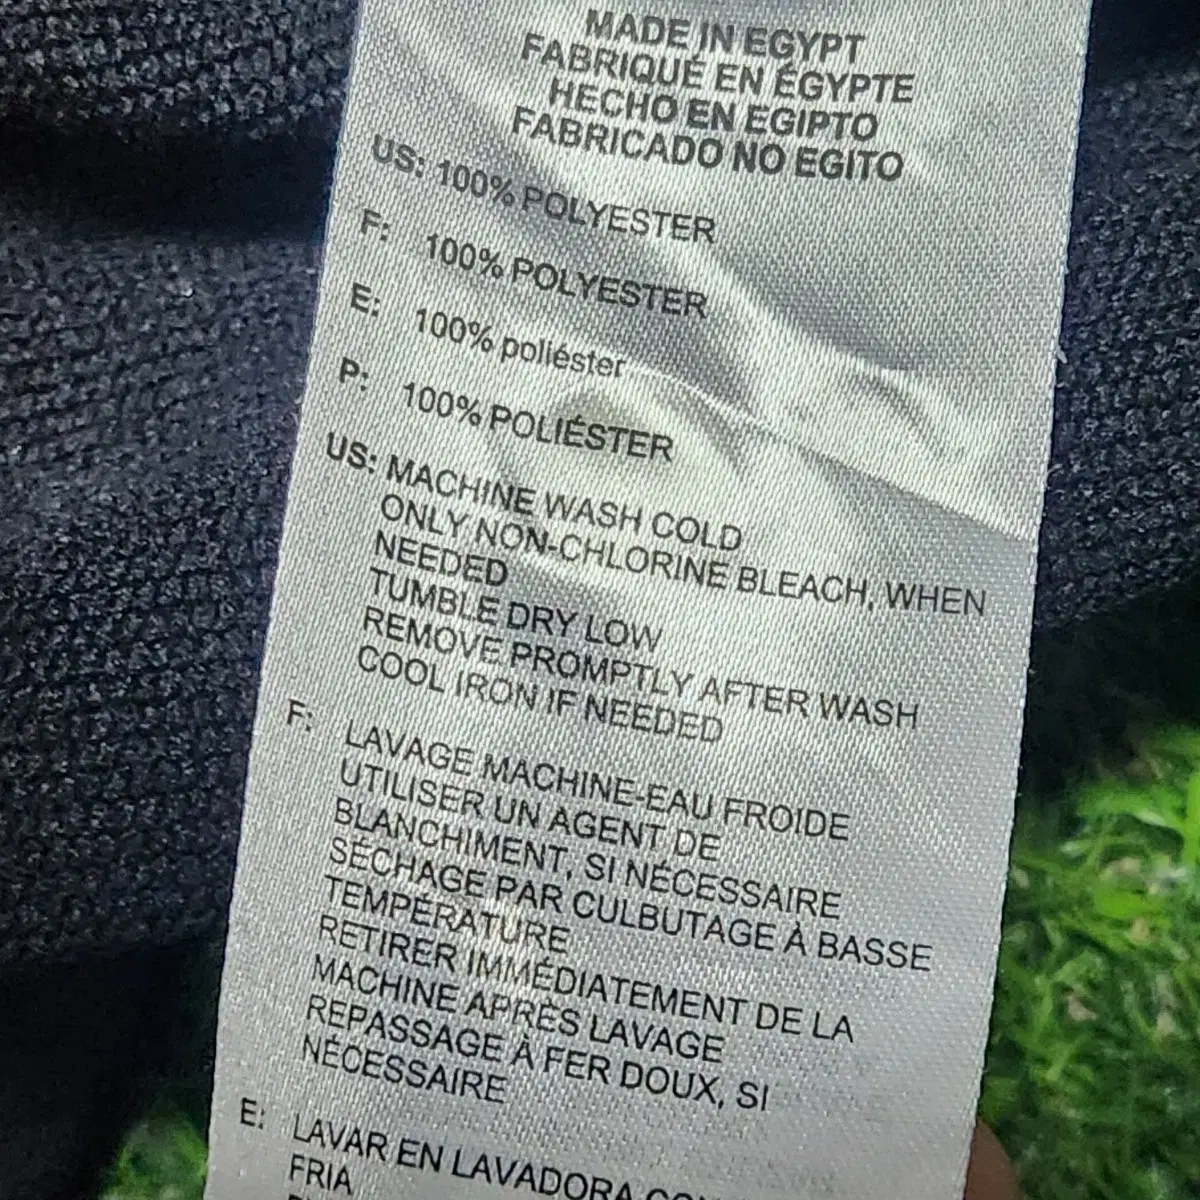 MADE IN EGYPT
FABRIQUÉ EN ÉGYPTE
HECHO EN EGIPTO
FABRICADO NO EGITO
US: 100% POLYESTER
F: 100% POLYESTER
E: 100% poliéster
P: 100% POLIÉSTER
US: MACHINE WASH COLD
ONLY NON-CHLORINE BLEACH, WHEN
NEEDED
TUMBLE DRY LOW
REMOVE PROMPTLY AFTER WASH
COOL IRON IF NEEDED
F: LAVAGE MACHINE-EAU FROIDE
UTILISER UN AGENT DE
BLANCHIMENT, SI NÉCESSAIRE
SÉCHAGE PAR CULBUTAGE À BASSE
TEMPÉRATURE
RETIRER IMMÉDIATEMENT DE LA
MACHINE APRÈS LAVAGE
REPASSAGE À FER DOUX, SI
NÉCESSAIRE
E: LAVAR EN LAVADORA
FRIA